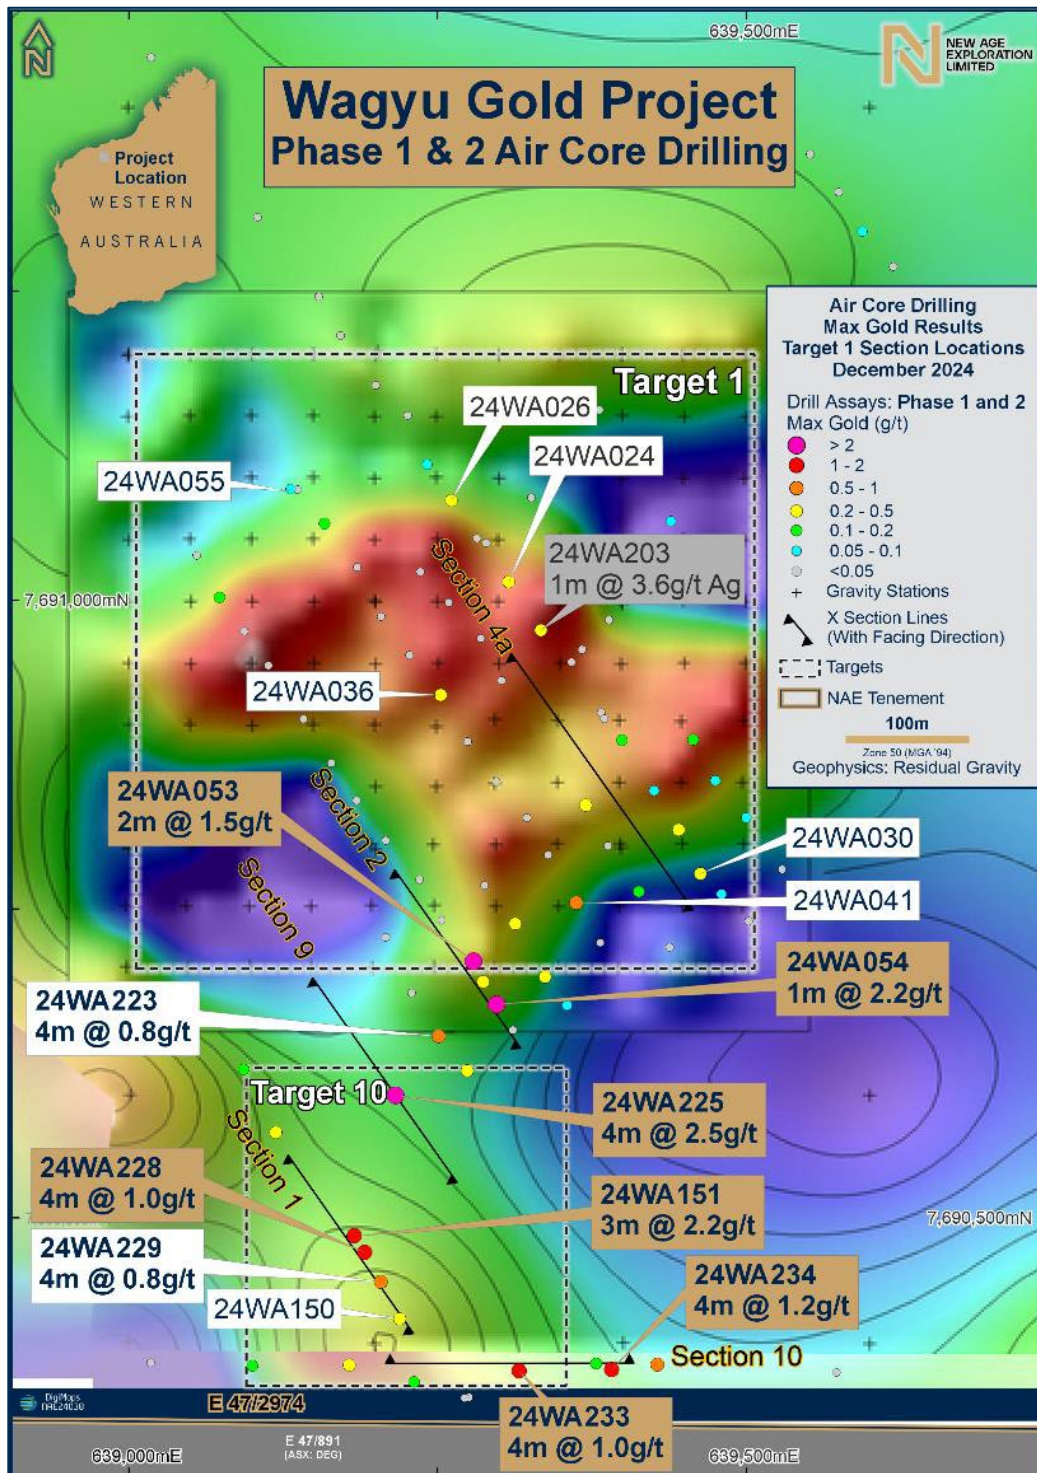 639,500mE
N
NEW AGE
EXPLORATION
LIMITED
Wagyu Gold Project
Phase 1 & 2 Air Core Drilling
Project
Location
WESTERN
AUSTRALIA
Air Core Drilling
Max Gold Results
Target 1 Section Locations
December 2024
Drill Assays: Phase 1 and 2
Max Gold (g/t)
> 2
1 - 2
0.5 - 1
0.2 - 0.5
0.1 - 0.2
0.05 - 0.1
<0.05
Gravity Stations
X Section Lines
(With Facing Direction)
Targets
NAE Tenement
100m
Zone 50 (MGA '94)
Geophysics: Residual Gravity
Target 1
24WA026
24WA024
24WA055
24WA203
1m @ 3.6g/t Ag
Section 4a
7,691,000mN
24WA036
24WA053
2m @ 1.5g/t
Section 2
24WA030
Section 9
24WA041
24WA054
1m @ 2.2g/t
24WA223
4m @ 0.8g/t
Target 10
24WA225
4m @ 2.5g/t
Section 1
24WA228
4m @ 1.0g/t
24WA151
3m @ 2.2g/t
7,690,500mN
24WA229
4m @ 0.8g/t
24WA150
24WA234
4m @ 1.2g/t
Section 10
DigiMaps
E 47/2974
24WA233
4m @ 1.0g/t
E 47/891
(ASX: DEG)
639,000mE
639,500mE